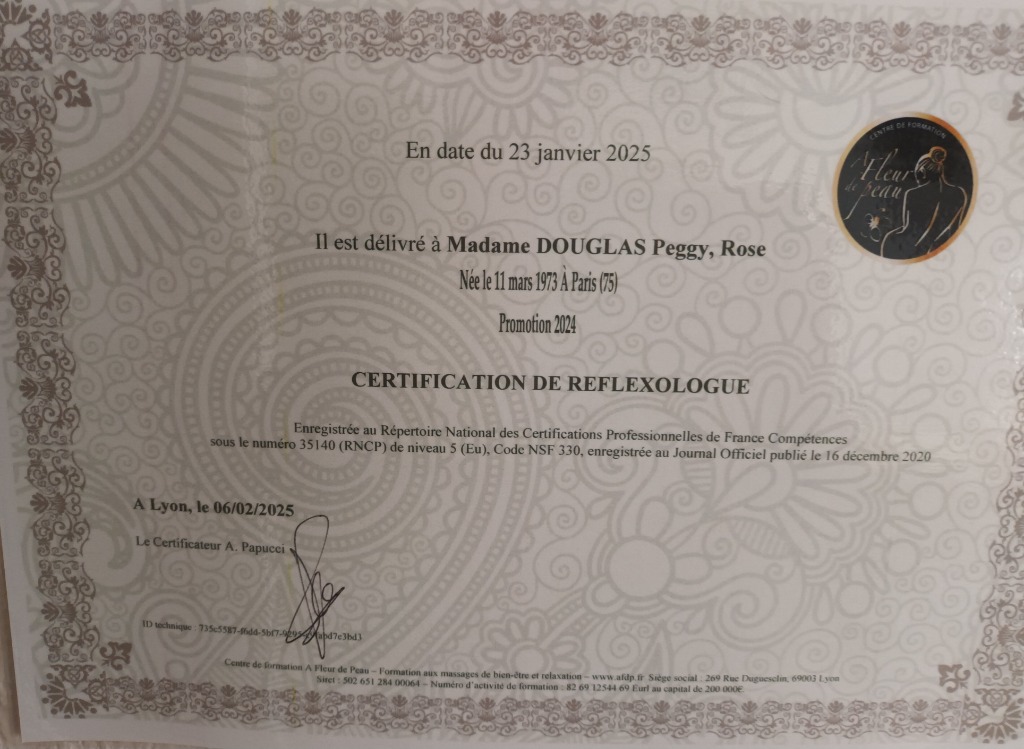 CENTRE DE FORMATION
A Fleur
de peau
En date du 23 janvier 2025
Il est délivré à Madame DOUGLAS Peggy, Rose
Née le 11 mars 1973 À Paris (75)
Promotion 2024
CERTIFICATION DE REFLEXOLOGUE
Enregistrée au Répertoire National des Certifications Professionnelles de France Compétences
sous le numéro 35140 (RNCP) de niveau 5 (Eu), Code NSF 330, enregistrée au Journal Officiel publié le 16 décembre 2020
A Lyon, le 06/02/2025
Le Certificateur A. Papucci
ID technique
Centre de formation A Fleur de Peau – Formation aux massages de bien-être et relaxation – www.afdp.fr Siège social : 269 Rue Duguesclin, 69003 Lyon
Siret : 502 651 284 00064 – Numéro d'activité de formation : 82 69 12544 69 Eurl au capital de 200 000€.